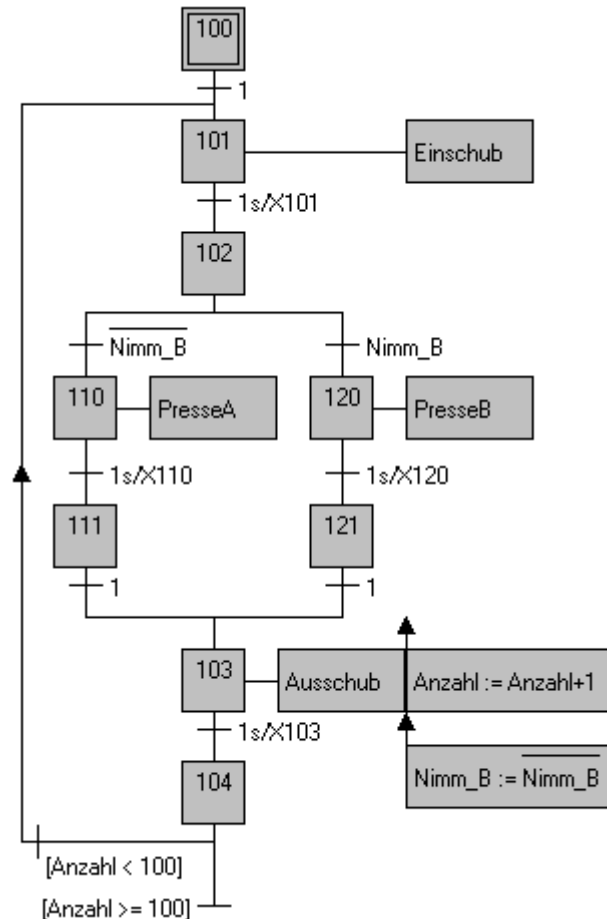 100
1
101
Einschub
1s/X101
102
Nimm_B
Nimm_B
110
PresseA
120
PresseB
1s/X110
1s/X120
111
121
1
1
103
Ausschub
Anzahl := Anzahl+1
1s/X103
Nimm_B := Nimm_B
104
[Anzahl < 100]
[Anzahl >= 100]